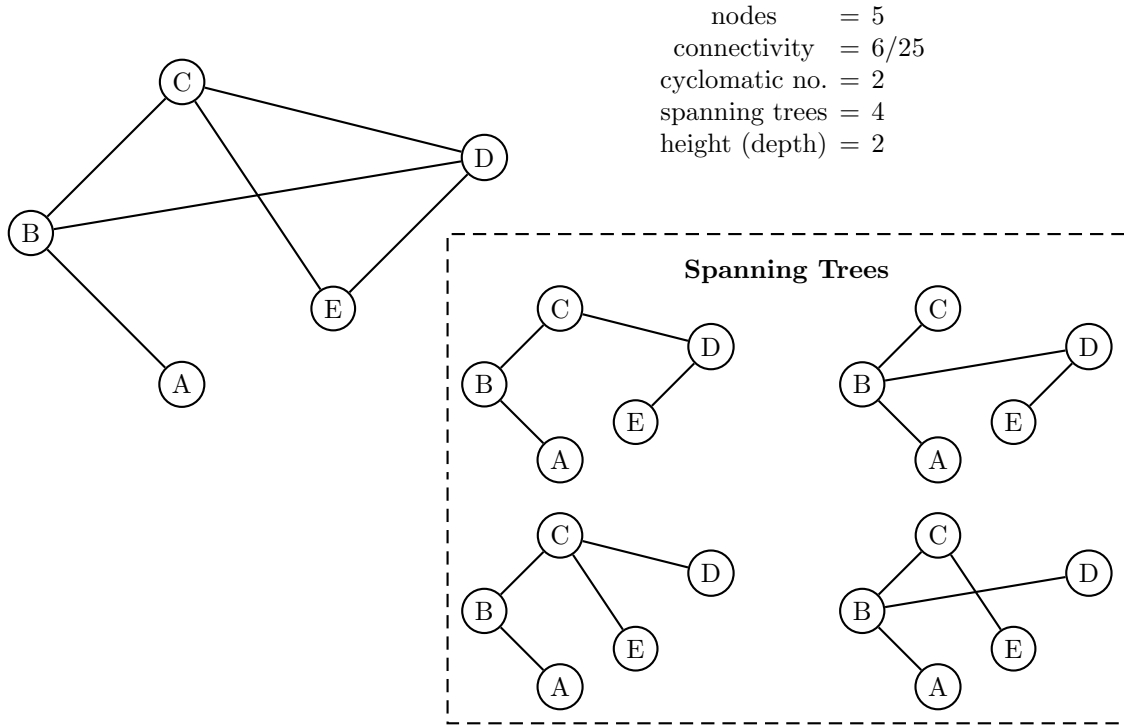 nodes = 5
connectivity = 6/25
cyclomatic no. = 2
spanning trees = 4
height (depth) = 2
C
D
B
E
A
Spanning Trees
C
D
B
E
A
C
D
B
E
A
C
D
B
E
A
C
D
B
E
A